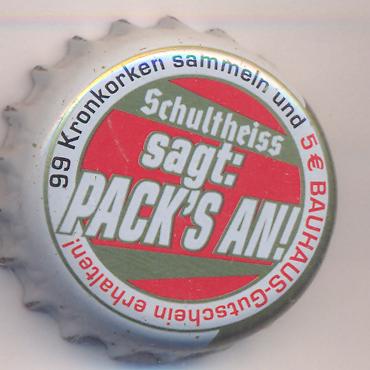 99 Kronkorken sammeln und
5€ BAUHAUS-Gutschein erhalten!
Schultheiss
sagt:
PACK'S AN!